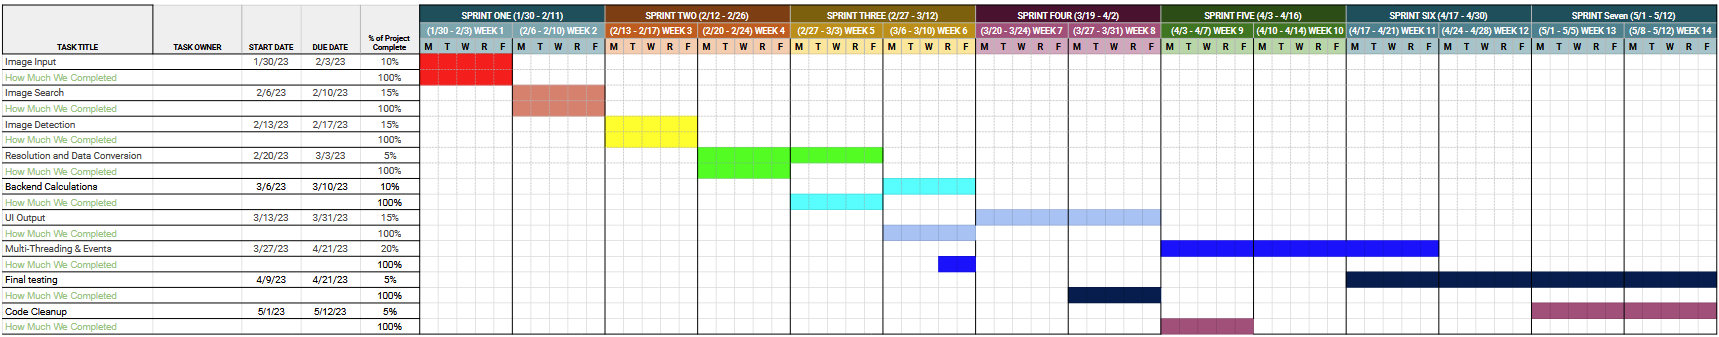 SPRINT ONE (1/30 - 2/11) SPRINT TWO (2/12 - 2/26) SPRINT THREE (2/27 - 3/12) SPRINT FOUR (3/19 - 4/2) SPRINT FIVE (4/3 - 4/16) SPRINT SIX (4/17 - 4/30) SPRINT Seven (5/1 - 5/12)
(1/30 - 2/3) WEEK 1 (2/6 - 2/10) WEEK 2 (2/13 - 2/17) WEEK 3 (2/20 - 2/24) WEEK 4 (2/27 - 3/3) WEEK 5 (3/6 - 3/10) WEEK 6 (3/20 - 3/24) WEEK 7 (3/27 - 3/31) WEEK 8 (4/3 - 4/7) WEEK 9 (4/10 - 4/14) WEEK 10 (4/17 - 4/21) WEEK 11 (4/24 - 4/28) WEEK 12 (5/1 - 5/5) WEEK 13 (5/8 - 5/12) WEEK 14
TASK TITLE TASK OWNER START DATE DUE DATE % of Project Complete M T W R F M T W R F M T W R F M T W R F M T W R F M T W R F M T W R F M T W R F M T W R F M T W R F M T W R F M T W R F M T W R F M T W R F
Image Input 1/30/23 2/3/23 10%
How Much We Completed 100%
Image Search 2/6/23 2/10/23 15%
How Much We Completed 100%
Image Detection 2/13/23 2/17/23 15%
How Much We Completed 100%
Resolution and Data Conversion 2/20/23 3/3/23 5%
How Much We Completed 100%
Backend Calculations 3/6/23 3/10/23 10%
How Much We Completed 100%
UI Output 3/13/23 3/31/23 15%
How Much We Completed 100%
Multi-Threading & Events 3/27/23 4/21/23 20%
How Much We Completed 100%
Final testing 4/9/23 4/21/23 5%
How Much We Completed 100%
Code Cleanup 5/1/23 5/12/23 5%
How Much We Completed 100%